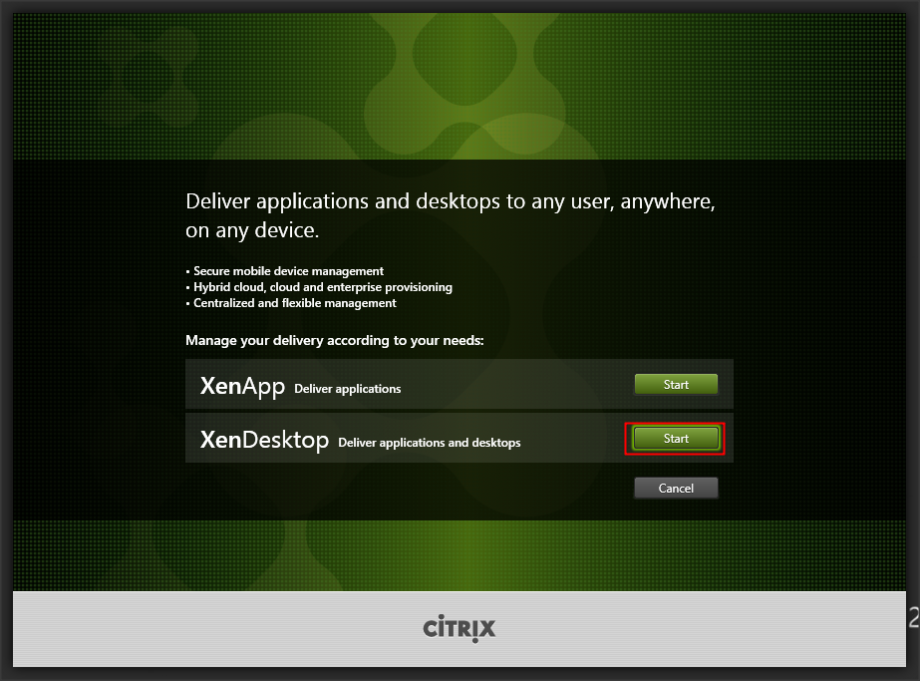 Deliver applications and desktops to any user, anywhere,
on any device.
▪ Secure mobile device management
▪ Hybrid cloud, cloud and enterprise provisioning
▪ Centralized and flexible management
Manage your delivery according to your needs:
XenApp Deliver applications
Start
XenDesktop Deliver applications and desktops
Start
Cancel
CİTRIX
2